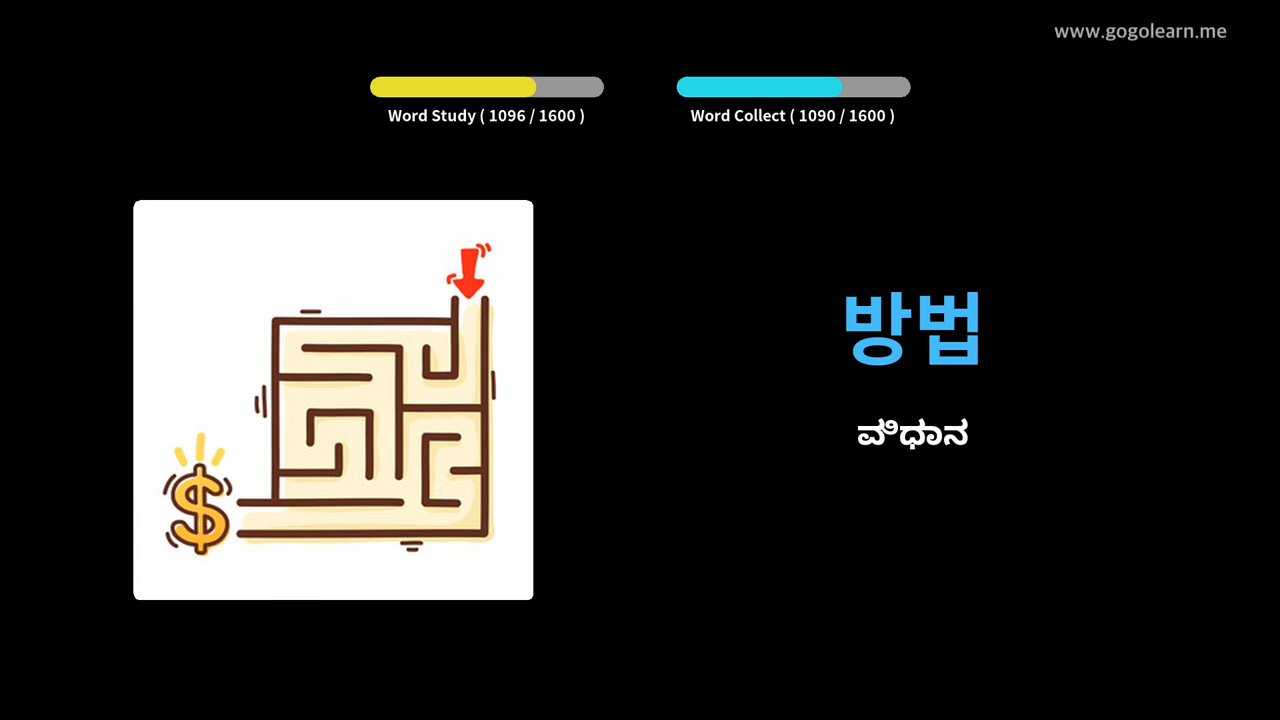 www.gogolearn.me
Word Study ( 1096 / 1600 )
Word Collect ( 1090 / 1600 )
$
방법
ವಿಧಾನ